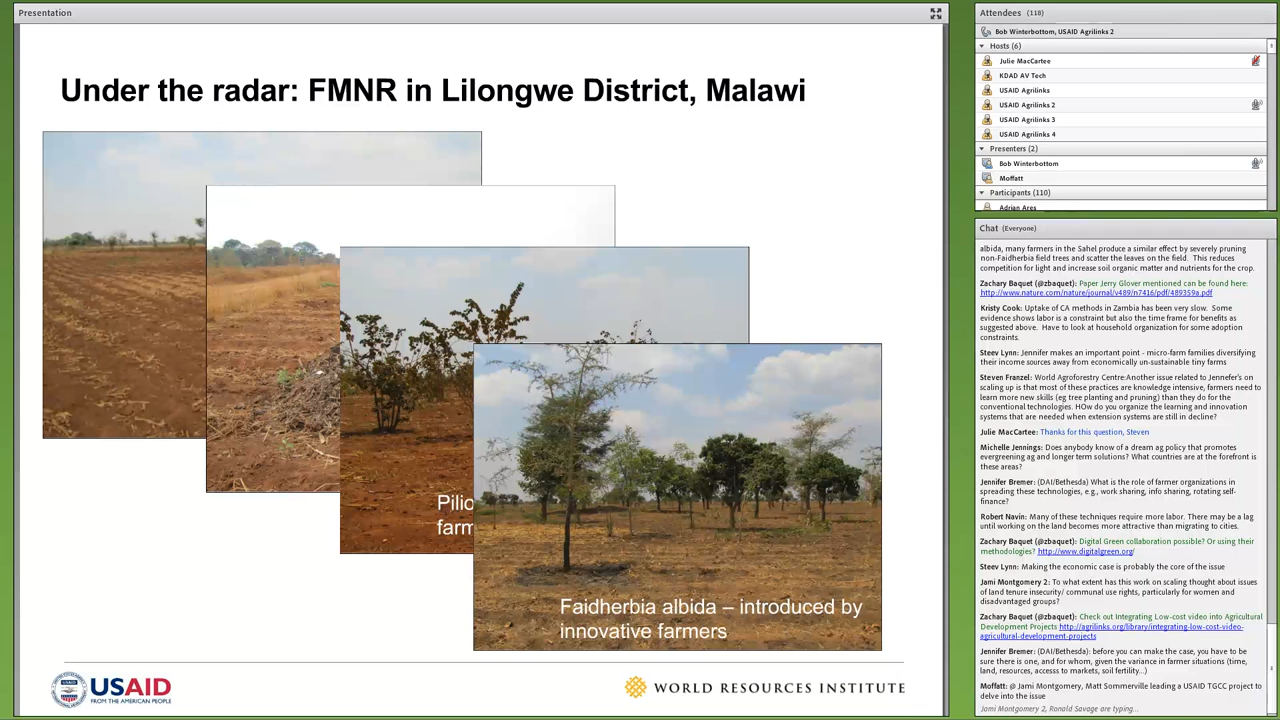 Presentation
Under the radar: FMNR in Lilongwe District, Malawi
Pilio
farm
Faidherbia albida – introduced by
innovative farmers
USAID
FROM THE AMERICAN PEOPLE
WORLD RESOURCES INSTITUTE
Attendees (118)
Bob Winterbottom, USAID Agrilinks 2
Hosts (6)
Julie MacCartee
KDAD AV Tech
USAID Agrilinks
USAID Agrilinks 2
USAID Agrilinks 3
USAID Agrilinks 4
Presenters (2)
Bob Winterbottom
Moffatt
Participants (110)
Adrian Ares
Chat (Everyone)
albida, many farmers in the Sahel produce a similar effect by severely pruning
non-Faidherbia field trees and scatter the leaves on the field. This reduces
competition for light and increase soil organic matter and nutrients for the crop.
Zachary Baquet (@zbaquet): Paper Jerry Glover mentioned can be found here:
http://www.nature.com/nature/journal/v489/n7416/pdf/489359a.pdf
Kristy Cook: Uptake of CA methods in Zambia has been very slow. Some
evidence shows labor is a constraint but also the time frame for benefits as
suggested above. Have to look at household organization for some adoption
constraints.
Steev Lynn: Jennifer makes an important point - micro-farm families diversifying
their income sources away from economically un-sustainable tiny farms
Steven Franzel: World Agroforestry Centre:Another issue related to Jennefer's on
scaling up is that most of these practices are knowledge intensive, farmers need to
learn more new skills (eg tree planting and pruning) than they do for the
conventional technologies. HOw do you organize the learning and innovation
systems that are needed when extension systems are still in decline?
Julie MacCartee: Thanks for this question, Steven
Michelle Jennings: Does anybody know of a dream ag policy that promotes
evergreening ag and longer term solutions? What countries are at the forefront is
these areas?
Jennifer Bremer: (DAI/Bethesda) What is the role of farmer organizations in
spreading these technologies, e.g., work sharing, info sharing, rotating self-
finance?
Robert Navin: Many of these techniques require more labor. There may be a lag
until working on the land becomes more attractive than migrating to cities.
Zachary Baquet (@zbaquet): Digital Green collaboration possible? Or using their
methodologies? http://www.digitalgreen.org/
Steev Lynn: Making the economic case is probably the core of the issue
Jami Montgomery 2: To what extent has this work on scaling thought about issues
of land tenure insecurity/ communal use rights, particularly for women and
disadvantaged groups?
Zachary Baquet (@zbaquet): Check out Integrating Low-cost video into Agricultural
Development Projects http://agrilinks.org/library/integrating-low-cost-video-
agricultural-development-projects
Jennifer Bremer: (DAI/Bethesda): before you can make the case, you have to be
sure there is one, and for whom, given the variance in farmer situations (time,
land, resources, accesss to markets, soil fertility...)
Moffatt: @ Jami Montgomery, Matt Sommerville leading a USAID TGCC project to
delve into the issue
Jami Montgomery 2, Ronald Savage are typing...